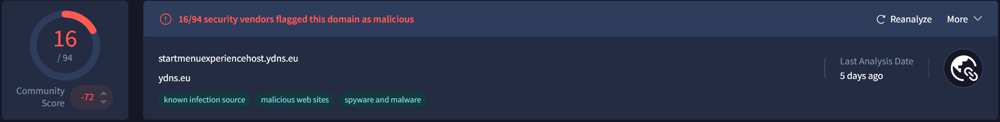 16
/ 94
Community
Score
-72
16/94 security vendors flagged this domain as malicious
Reanalyze
More
startmenuexperiencehost.ydns.eu
ydns.eu
known infection source
malicious web sites
spyware and malware
Last Analysis Date
5 days ago